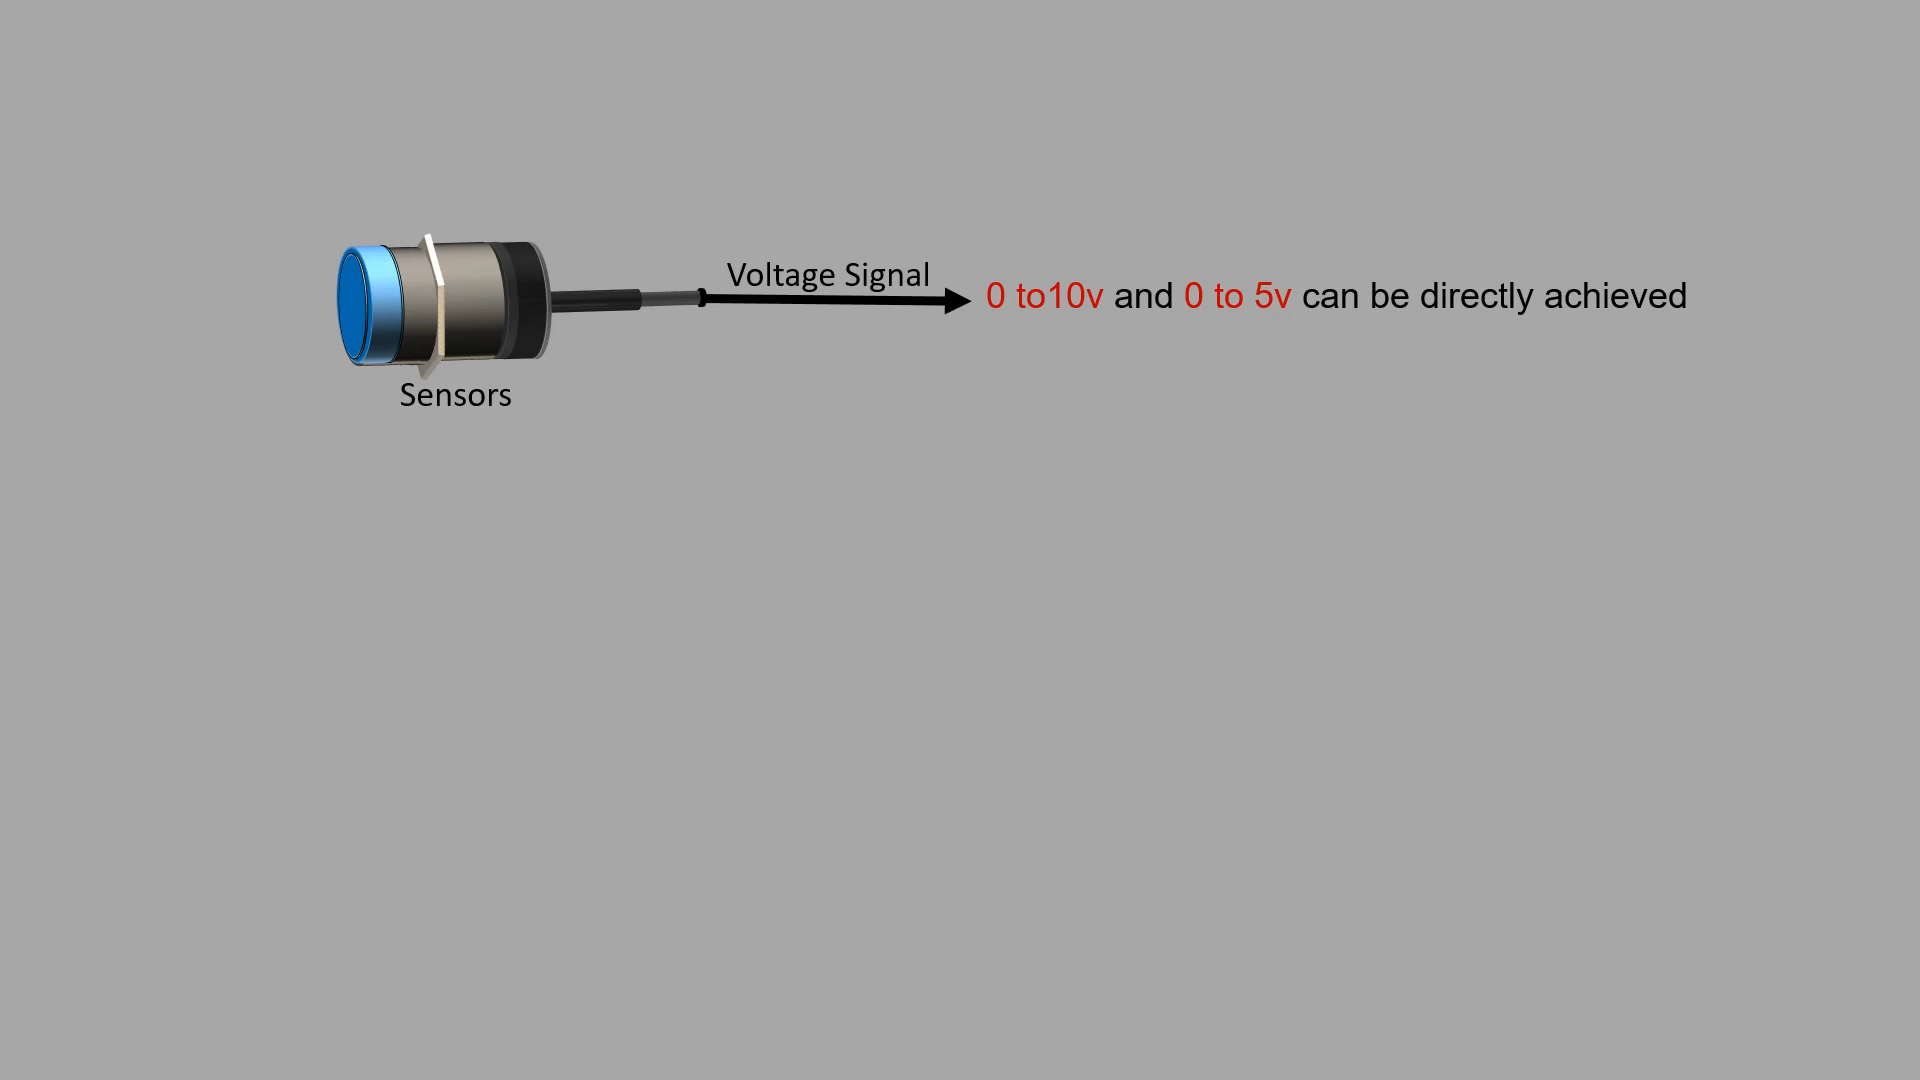 Voltage Signal
0 to10v and 0 to 5v can be directly achieved
Sensors